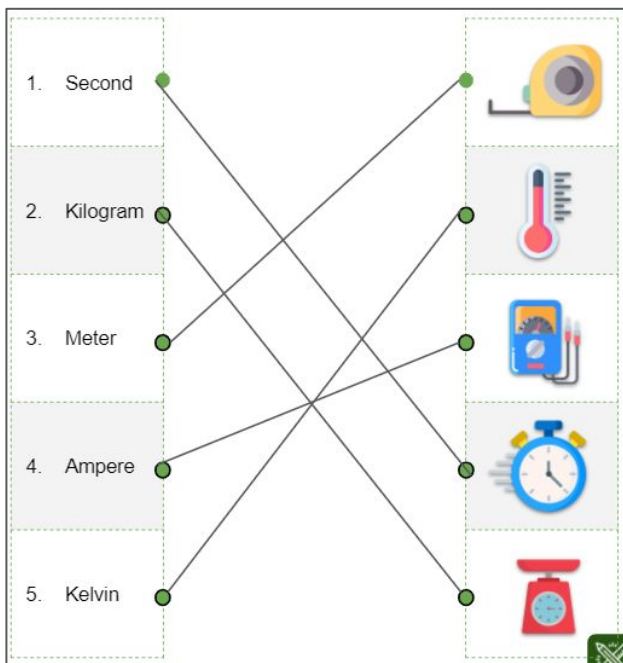 1. Second
2. Kilogram
3. Meter
4. Ampere
5. Kelvin